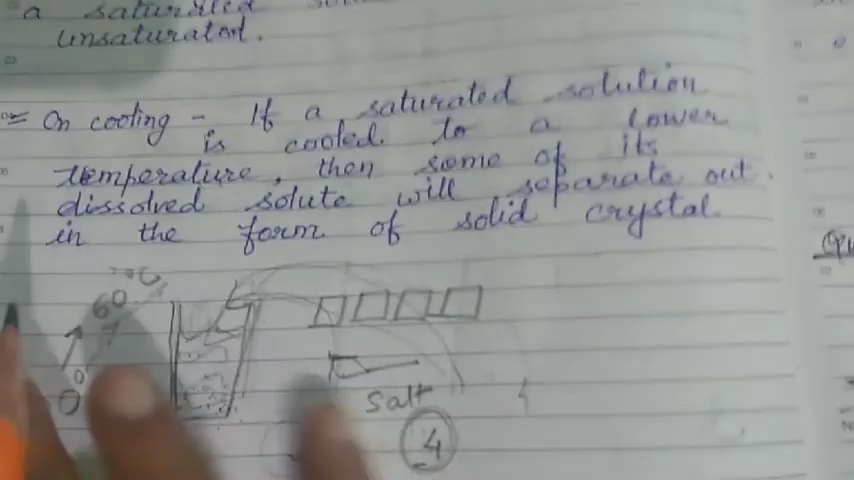 a saturated
unsaturated.
= On cooling - If a saturated solution
is cooled to a lower
temperature, then some of its
dissolved solute will separate out.
in the form of solid crystal.
60
0
Salt
4